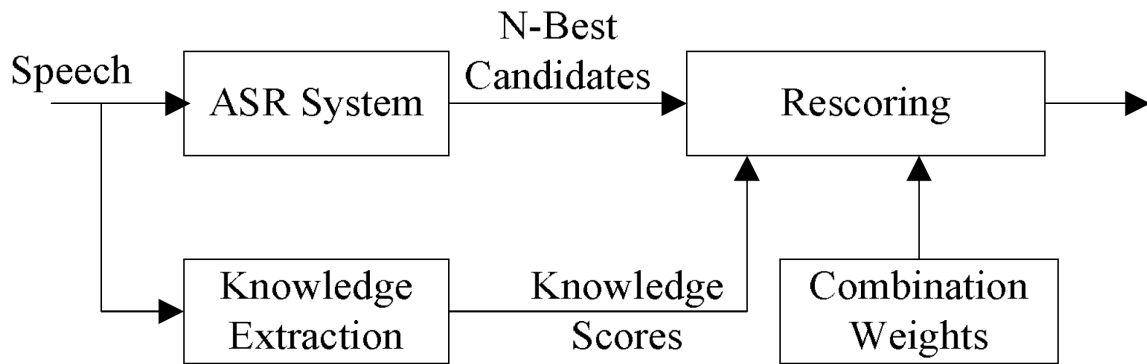 Speech
ASR System
N-Best
Candidates
Rescoring
Knowledge
Extraction
Knowledge
Scores
Combination
Weights